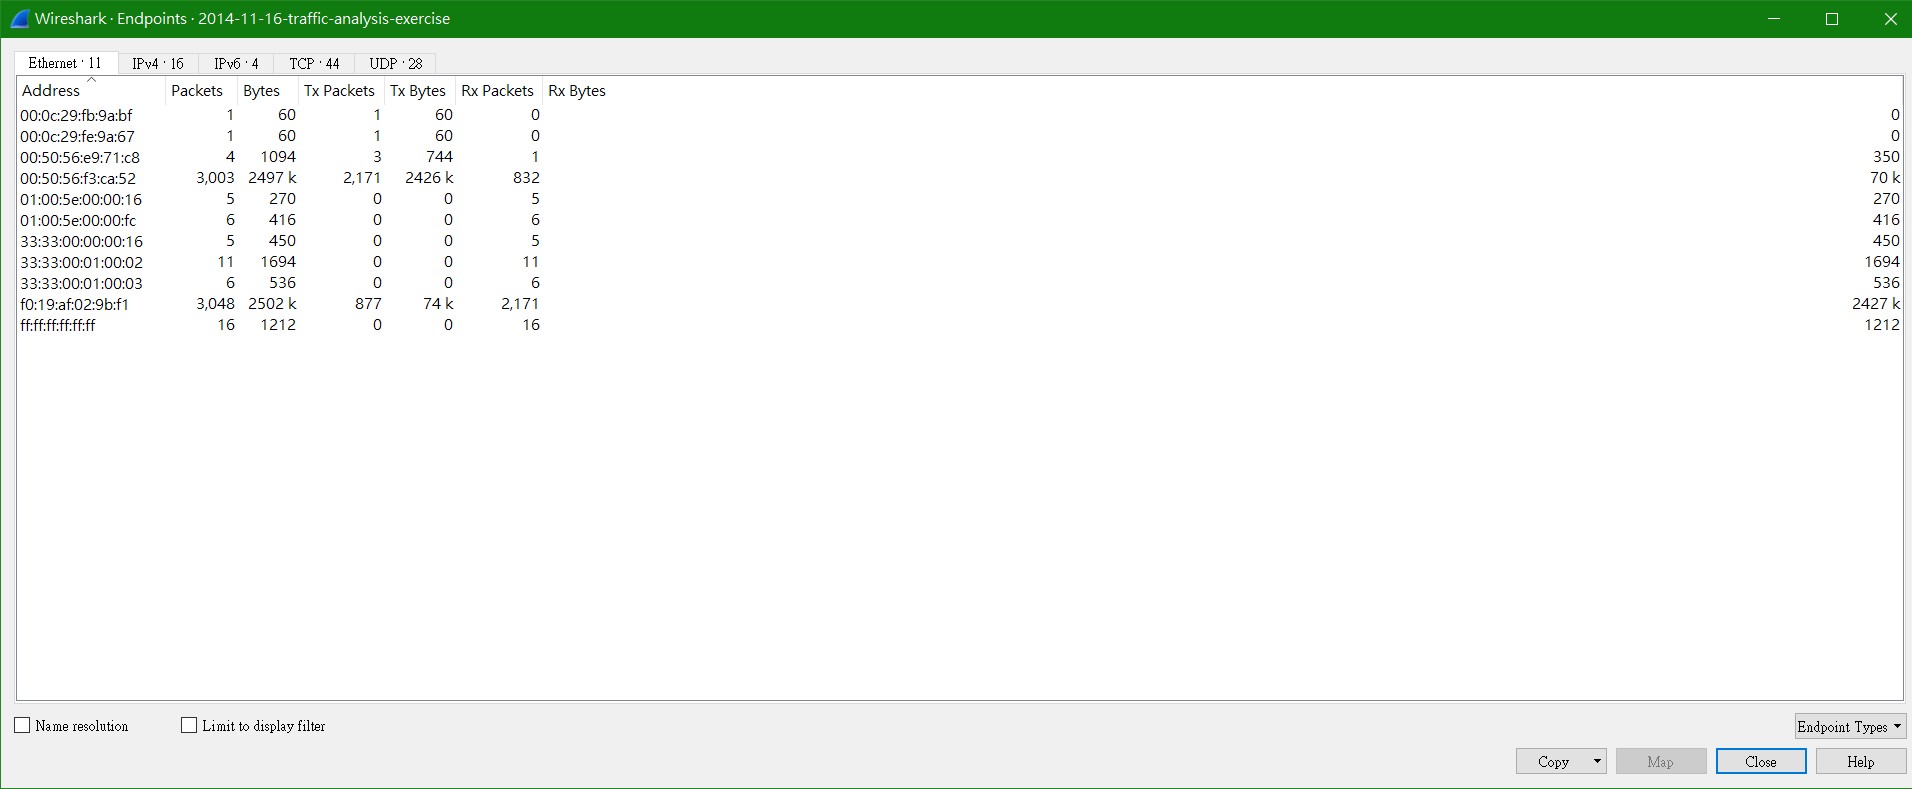 Wireshark · Endpoints · 2014-11-16-traffic-analysis-exercise
Ethernet · 11 IPv4 · 16 IPv6 · 4 TCP · 44 UDP · 28
Address Packets Bytes Tx Packets Tx Bytes Rx Packets Rx Bytes
00:0c:29:fb:9a:bf 1 60 1 60 0 0
00:0c:29:fe:9a:67 1 60 1 60 0 0
00:50:56:e9:71:c8 4 1094 3 744 1 350
00:50:56:f3:ca:52 3,003 2497 k 2,171 2426 k 832 70 k
01:00:5e:00:00:16 5 270 0 0 5 270
01:00:5e:00:00:fc 6 416 0 0 6 416
33:33:00:00:00:16 5 450 0 0 5 450
33:33:00:01:00:02 11 1694 0 0 11 1694
33:33:00:01:00:03 6 536 0 0 6 536
f0:19:af:02:9b:f1 3,048 2502 k 877 74 k 2,171 2427 k
ff:ff:ff:ff:ff:ff 16 1212 0 0 16 1212
Name resolution Limit to display filter Endpoint Types
Copy Map Close Help